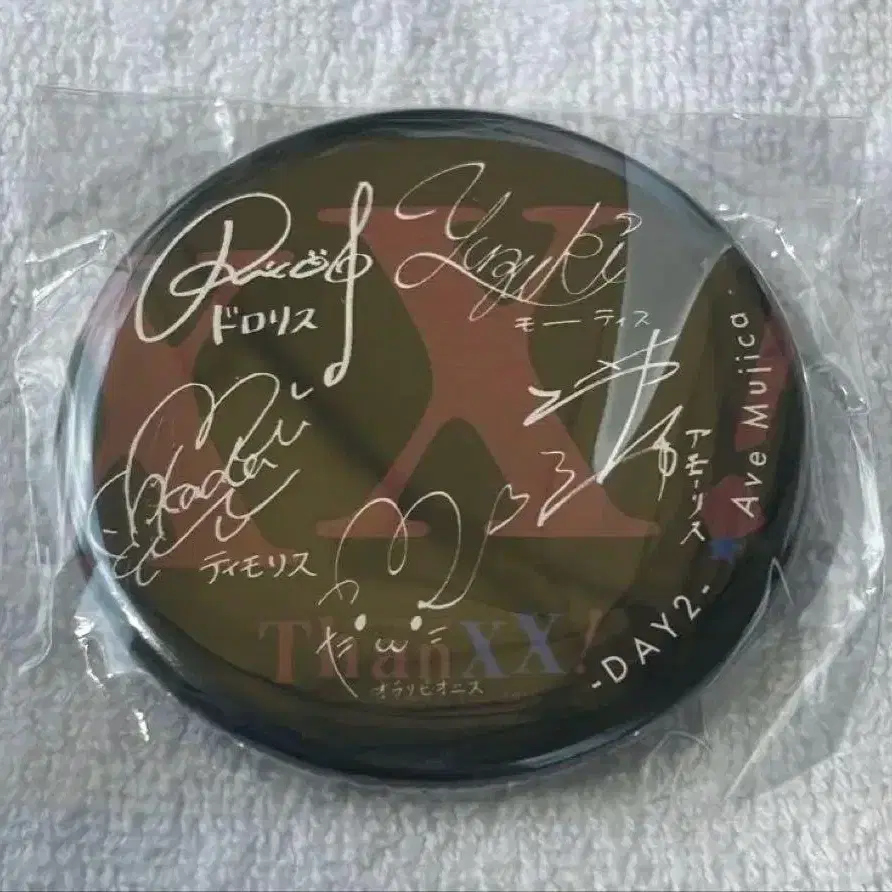 XX!
ドロリス
Yuzuki
モーティス
アモーリス
Ave Mujica
ティモリス
ThanXX!
オブリビオニス
-DAY2-